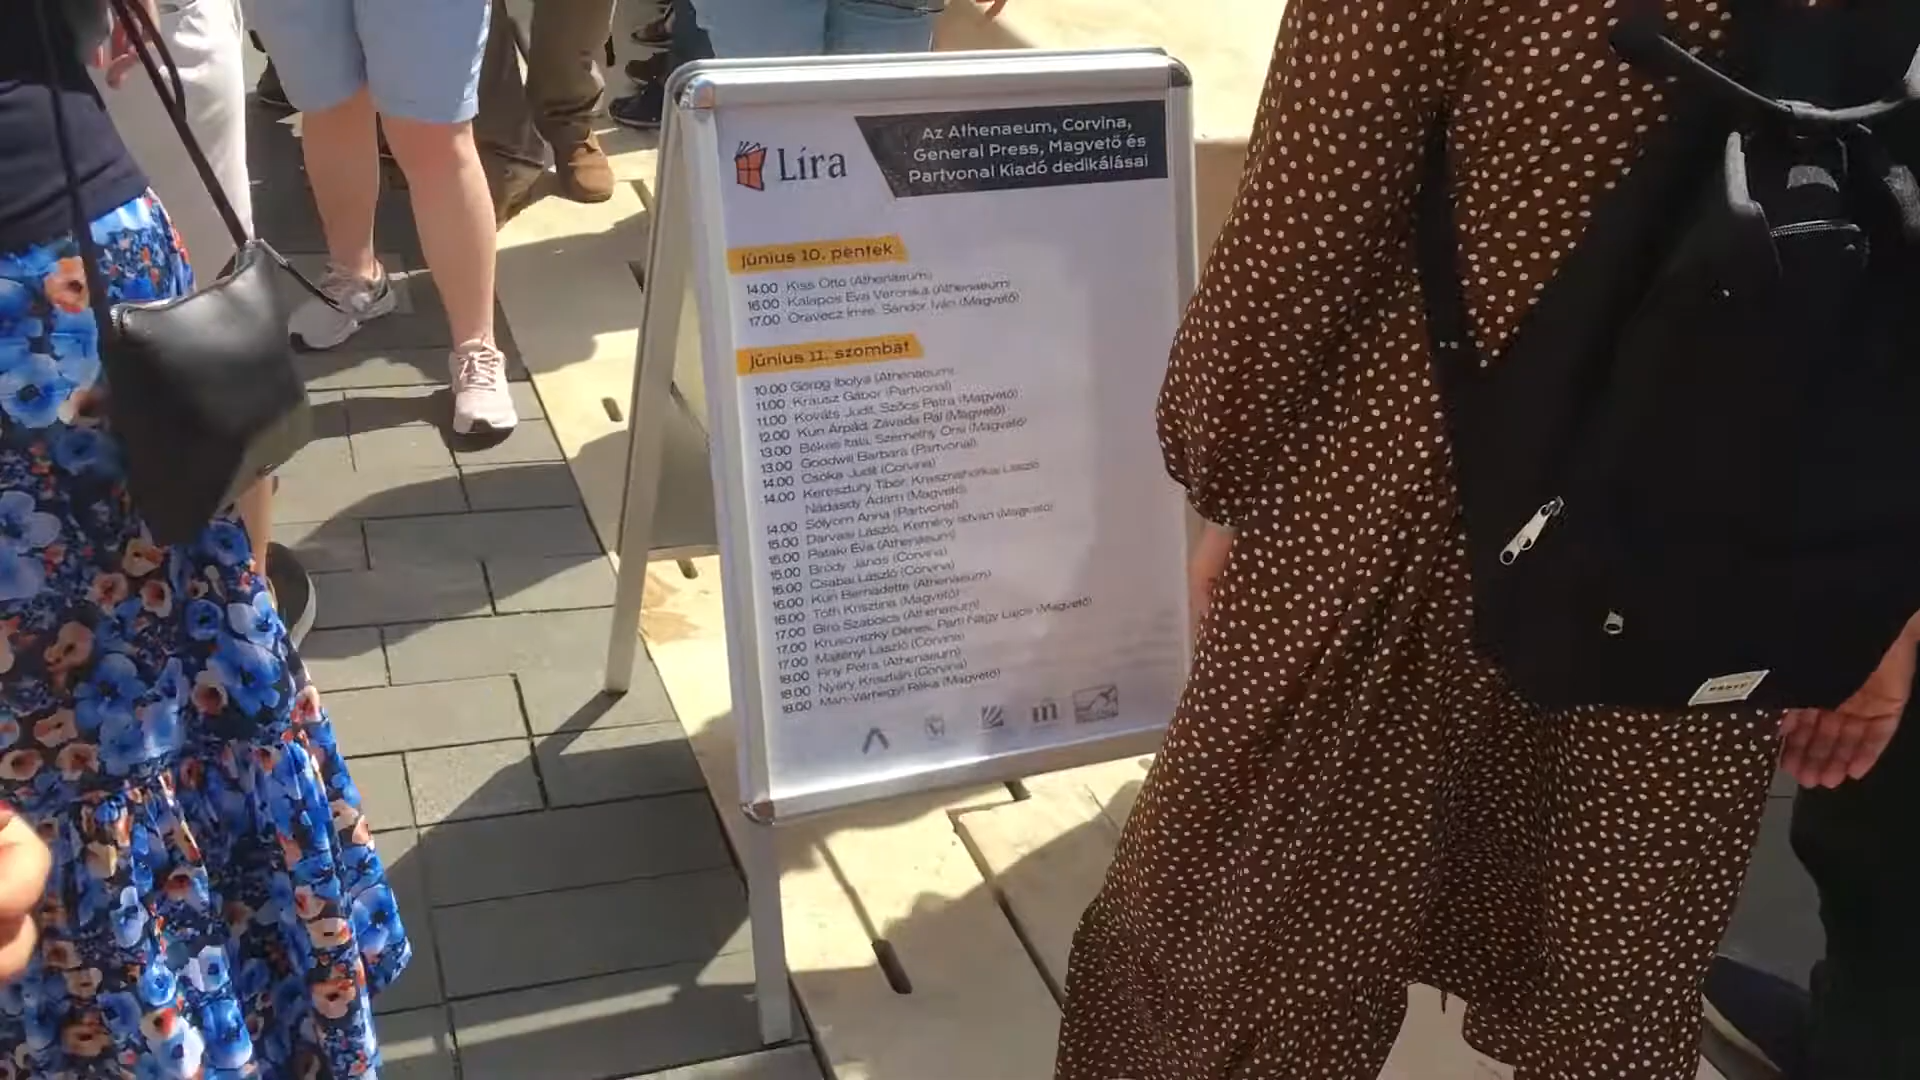 Líra
Az Athenaeum, Corvina,
General Press, Magvető és
Partvonal Kiadó dedikálásai
június 10. péntek
14.00 Kiss Ottó (Athenaeum)
16.00 Kalapos Éva Veronika (Athenaeum)
17.00 Oravecz Imre, Sándor Iván (Magvető)
június 11. szombat
10.00 Görög Ibolya (Athenaeum)
11.00 Krausz Gábor (Partvonal)
11.00 Kováts Judit, Szőcs Petra (Magvető)
12.00 Kun Árpád, Závada Pál (Magvető)
13.00 Békés Itala, Szemethy Orsi (Magvető)
13.00 Goodwill Barbara (Partvonal)
14.00 Csóka Judit (Corvina)
14.00 Keresztury Tibor, Krasznahorkai László
Nádasdy Ádám (Magvető)
14.00 Sólyom Anna (Partvonal)
15.00 Darvasi László, Kemény István (Magvető)
15.00 Pataki Éva (Athenaeum)
15.00 Bródy János (Corvina)
16.00 Csabai László (Corvina)
16.00 Kun Bernadette (Athenaeum)
16.00 Tóth Krisztina (Magvető)
17.00 Bíró Szabolcs (Athenaeum)
17.00 Krusovszky Dénes, Parti Nagy Lajos (Magvető)
17.00 Majtényi László (Corvina)
18.00 Finy Petra (Athenaeum)
18.00 Nyáry Krisztián (Corvina)
18.00 Mán-Várhegyi Réka (Magvető)
m